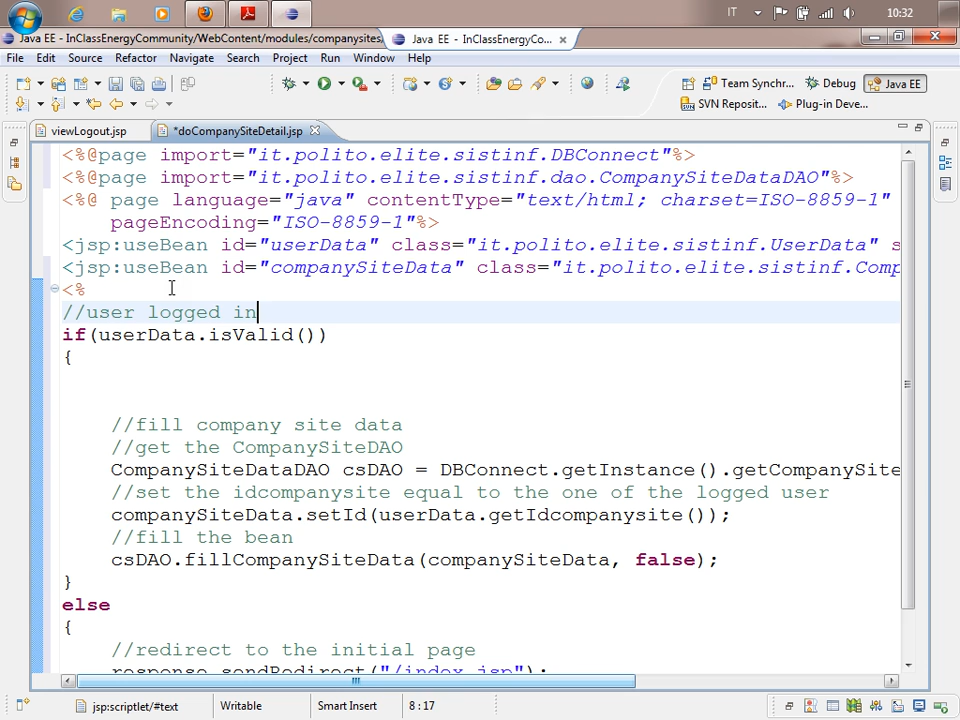 IT
10:32
Java EE - InClassEnergyCommunity/WebContent/modules/companysites
Java EE - InClassEnergyCo...
File Edit Source Refactor Navigate Search Project Run Window Help
Team Synchr... Debug Java EE
SVN Reposit... Plug-in Deve...
viewLogout.jsp *doCompanySiteDetail.jsp
<%@page import="it.polito.elite.sistinf.DBConnect"%>
<%@page import="it.polito.elite.sistinf.dao.CompanySiteDataDAO"%>
<%@ page language="java" contentType="text/html; charset=ISO-8859-1"
pageEncoding="ISO-8859-1"%>
<jsp:useBean id="userData" class="it.polito.elite.sistinf.UserData" s
<jsp:useBean id="companySiteData" class="it.polito.elite.sistinf.Comp
<%
//user logged in
if(userData.isValid())
{
//fill company site data
//get the CompanySiteDAO
CompanySiteDataDAO csDAO = DBConnect.getInstance().getCompanySite
//set the idcompanysite equal to the one of the logged user
companySiteData.setId(userData.getIdcompanysite());
//fill the bean
csDAO.fillCompanySiteData(companySiteData, false);
}
else
{
//redirect to the initial page
response.sendRedirect("/index.jsp");
jsp:scriptlet/#text Writable Smart Insert 8 : 17